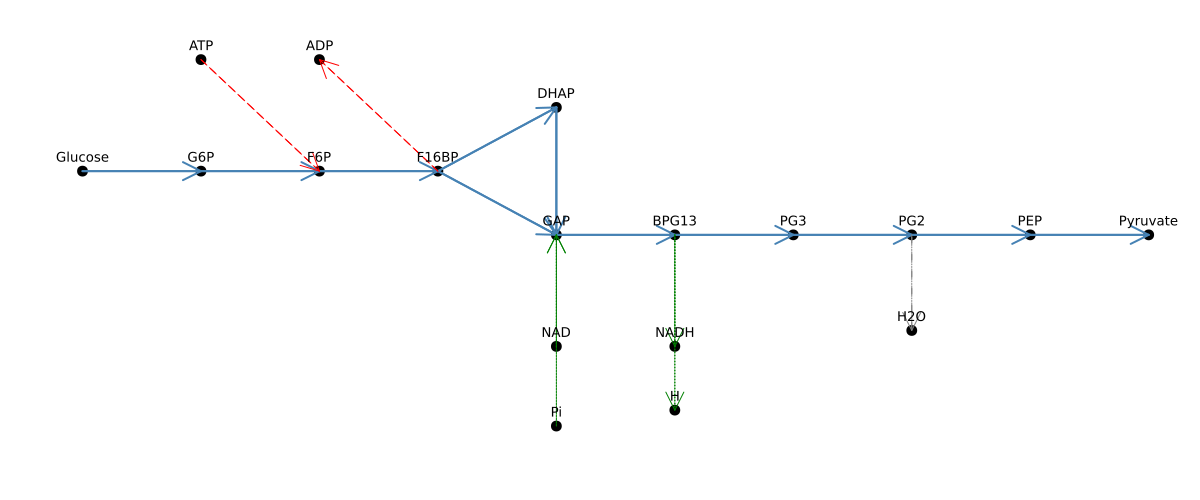 ATP
ADP
DHAP
Glucose
G6P
F6P
F16BP
GAP
BPG13
PG3
PG2
PEP
Pyruvate
H2O
NAD
NADH
H
Pi